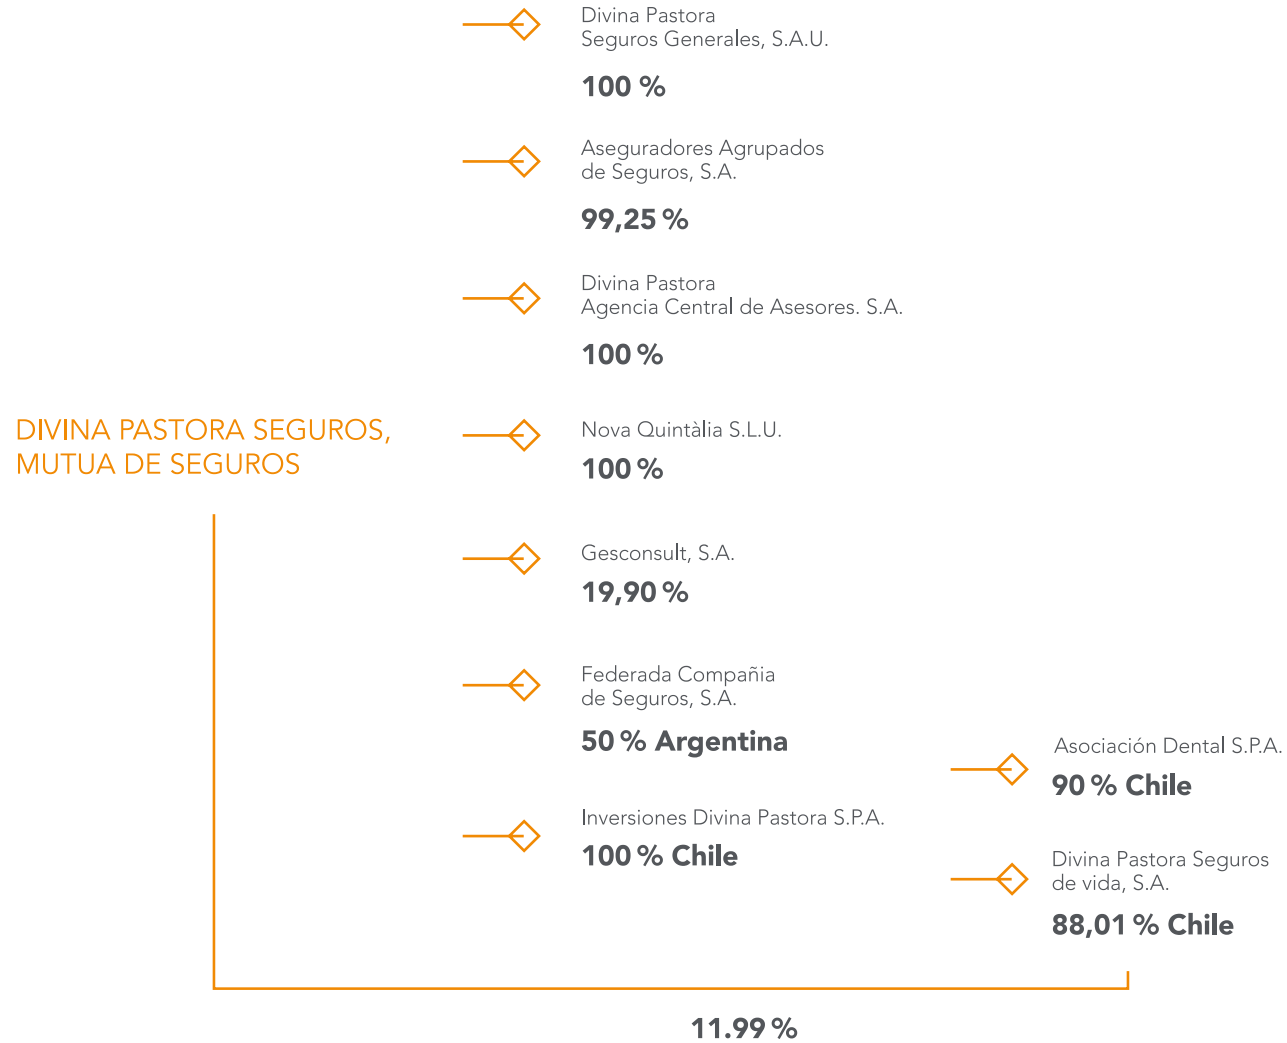 Divina Pastora
Seguros Generales, S.A.U.
100 %
Aseguradores Agrupados
de Seguros, S.A.
99,25 %
Divina Pastora
Agencia Central de Asesores. S.A.
100 %
DIVINA PASTORA SEGUROS,
MUTUA DE SEGUROS
Nova Quintàlia S.L.U.
100 %
Gesconsult, S.A.
19,90 %
Federada Compañia
de Seguros, S.A.
50 % Argentina
Inversiones Divina Pastora S.P.A.
100 % Chile
Asociación Dental S.P.A.
90 % Chile
Divina Pastora Seguros
de vida, S.A.
88,01 % Chile
11.99 %